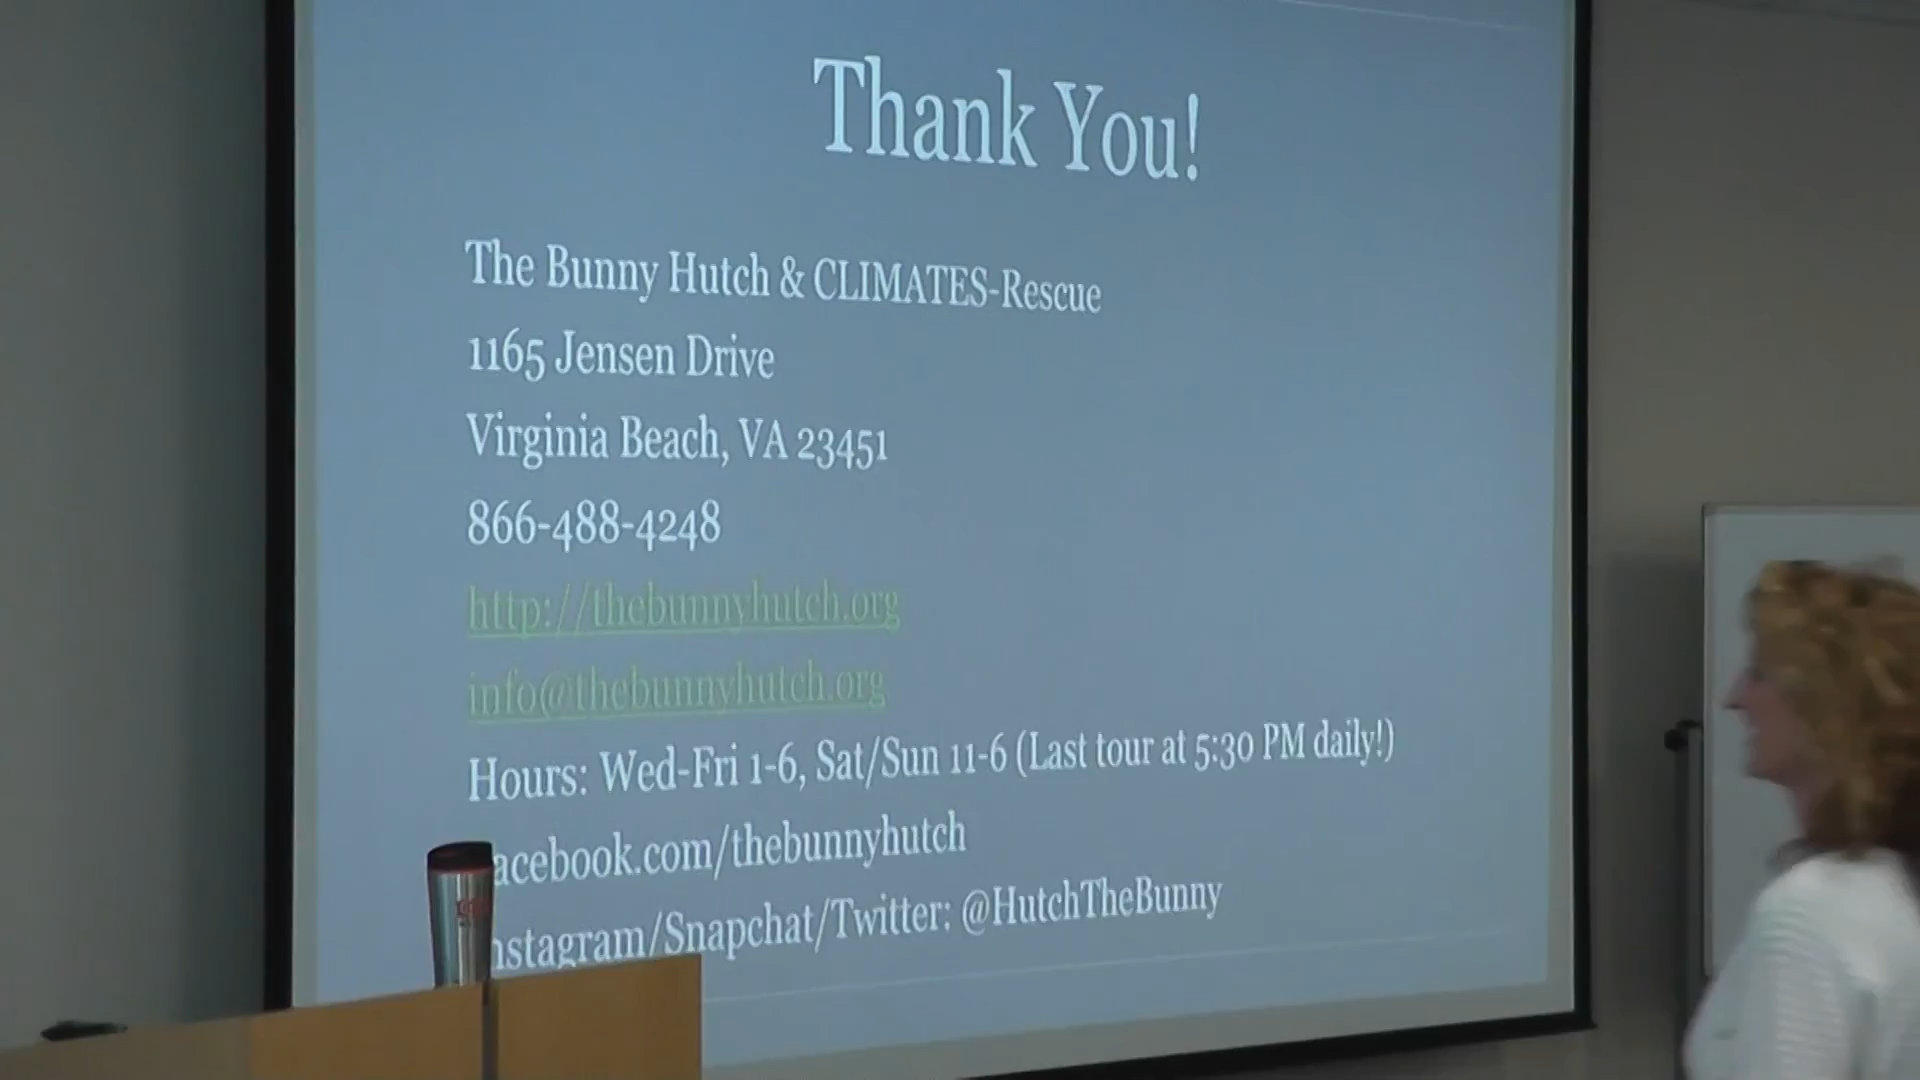 Thank You!
The Bunny Hutch & CLIMATES-Rescue
1165 Jensen Drive
Virginia Beach, VA 23451
866-488-4248
http://thebunnyhutch.org
info@thebunnyhutch.org
Hours: Wed-Fri 1-6, Sat/Sun 11-6 (Last tour at 5:30 PM daily!)
acebook.com/thebunnyhutch
nstagram/Snapchat/Twitter: @HutchTheBunny